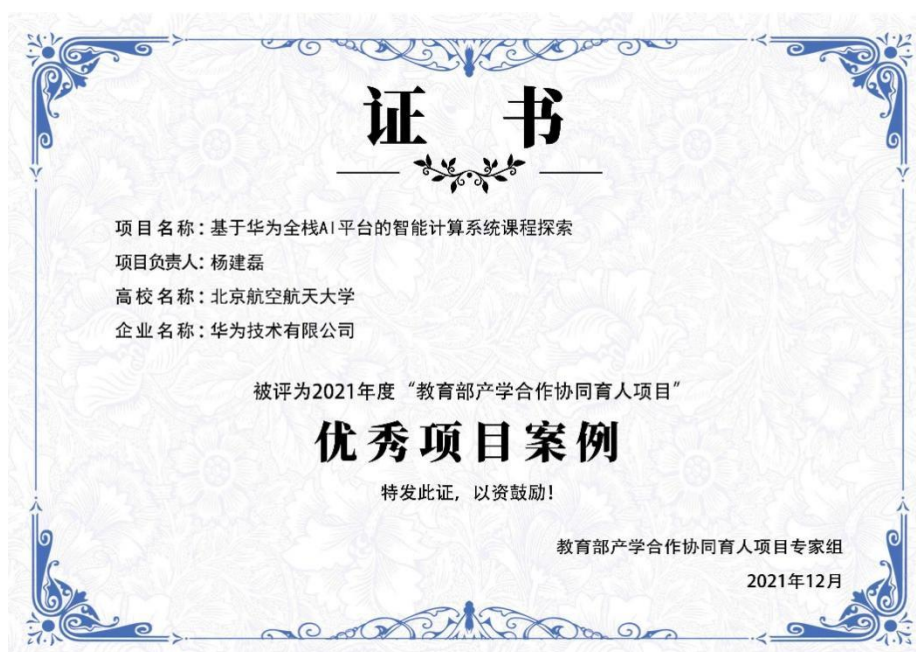 证 书
项目名称：基于华为全栈AI平台的智能计算系统课程探索
项目负责人：杨建磊
高校名称：北京航空航天大学
企业名称：华为技术有限公司
被评为2021年度“教育部产学合作协同育人项目”
优秀项目案例
特发此证，以资鼓励！
教育部产学合作协同育人项目专家组
2021年12月